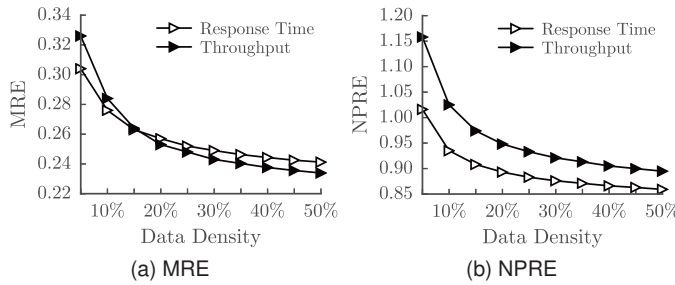 0.34
0.32
0.30
0.28
0.26
0.24
0.22
MRE
Response Time
Throughput
10% 20% 30% 40% 50%
Data Density
(a) MRE
1.20
1.15
1.10
1.05
1.00
0.95
0.90
0.85
NPRE
Response Time
Throughput
10% 20% 30% 40% 50%
Data Density
(b) NPRE